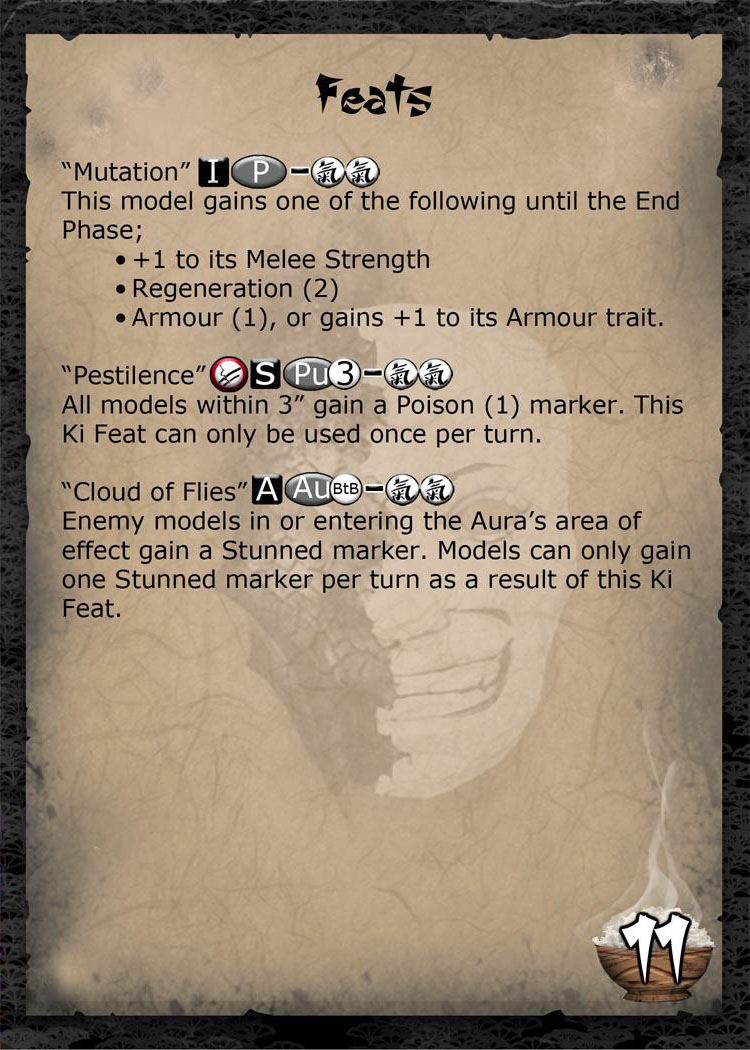 Feats
“Mutation” I P – 氣 氣
This model gains one of the following until the End
Phase;
• +1 to its Melee Strength
• Regeneration (2)
• Armour (1), or gains +1 to its Armour trait.
“Pestilence” S Pu 3 – 氣 氣
All models within 3” gain a Poison (1) marker. This
Ki Feat can only be used once per turn.
“Cloud of Flies” A Au BtB – 氣 氣
Enemy models in or entering the Aura’s area of
effect gain a Stunned marker. Models can only gain
one Stunned marker per turn as a result of this Ki
Feat.
11